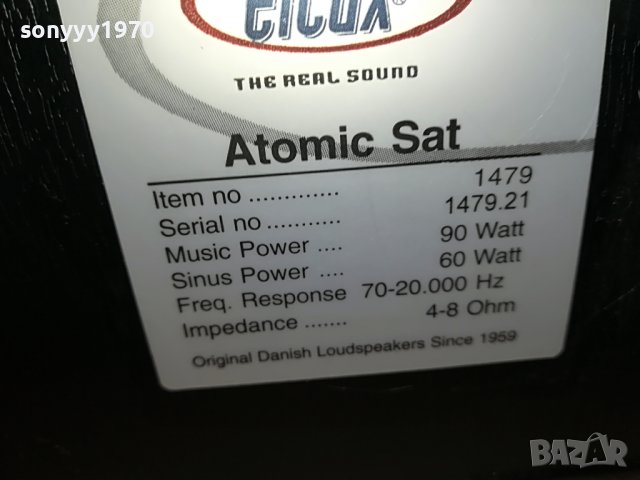 sonyyy1970
eltax®
THE REAL SOUND
Atomic Sat
Item no ............. 1479
Serial no ........... 1479.21
Music Power .... 90 Watt
Sinus Power .... 60 Watt
Freq. Response 70-20.000 Hz
Impedance ....... 4-8 Ohm
Original Danish Loudspeakers Since 1959
BAZAR